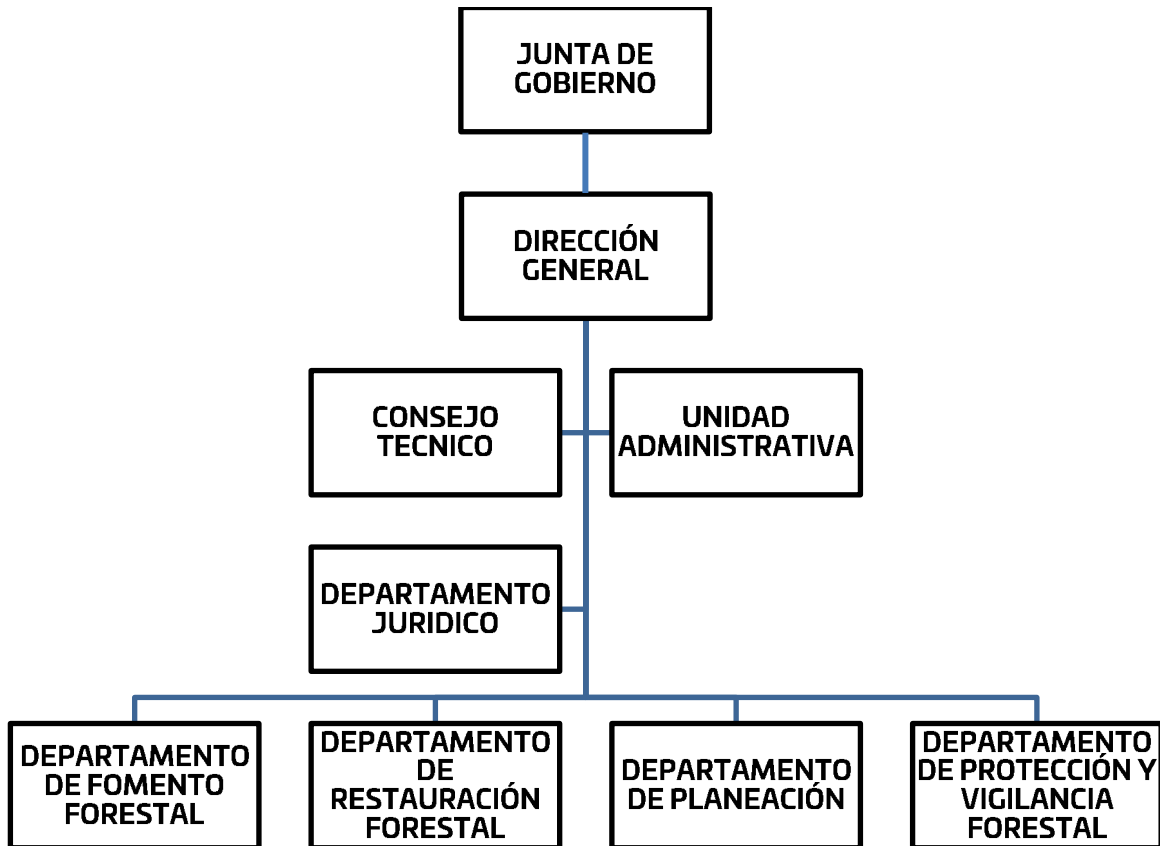 JUNTA DE
GOBIERNO
DIRECCIÓN
GENERAL
CONSEJO
TECNICO
UNIDAD
ADMINISTRATIVA
DEPARTAMENTO
JURIDICO
DEPARTAMENTO
DE FOMENTO
FORESTAL
DEPARTAMENTO
DE
RESTAURACIÓN
FORESTAL
DEPARTAMENTO
DE PLANEACIÓN
DEPARTAMENTO
DE PROTECCIÓN Y
VIGILANCIA
FORESTAL